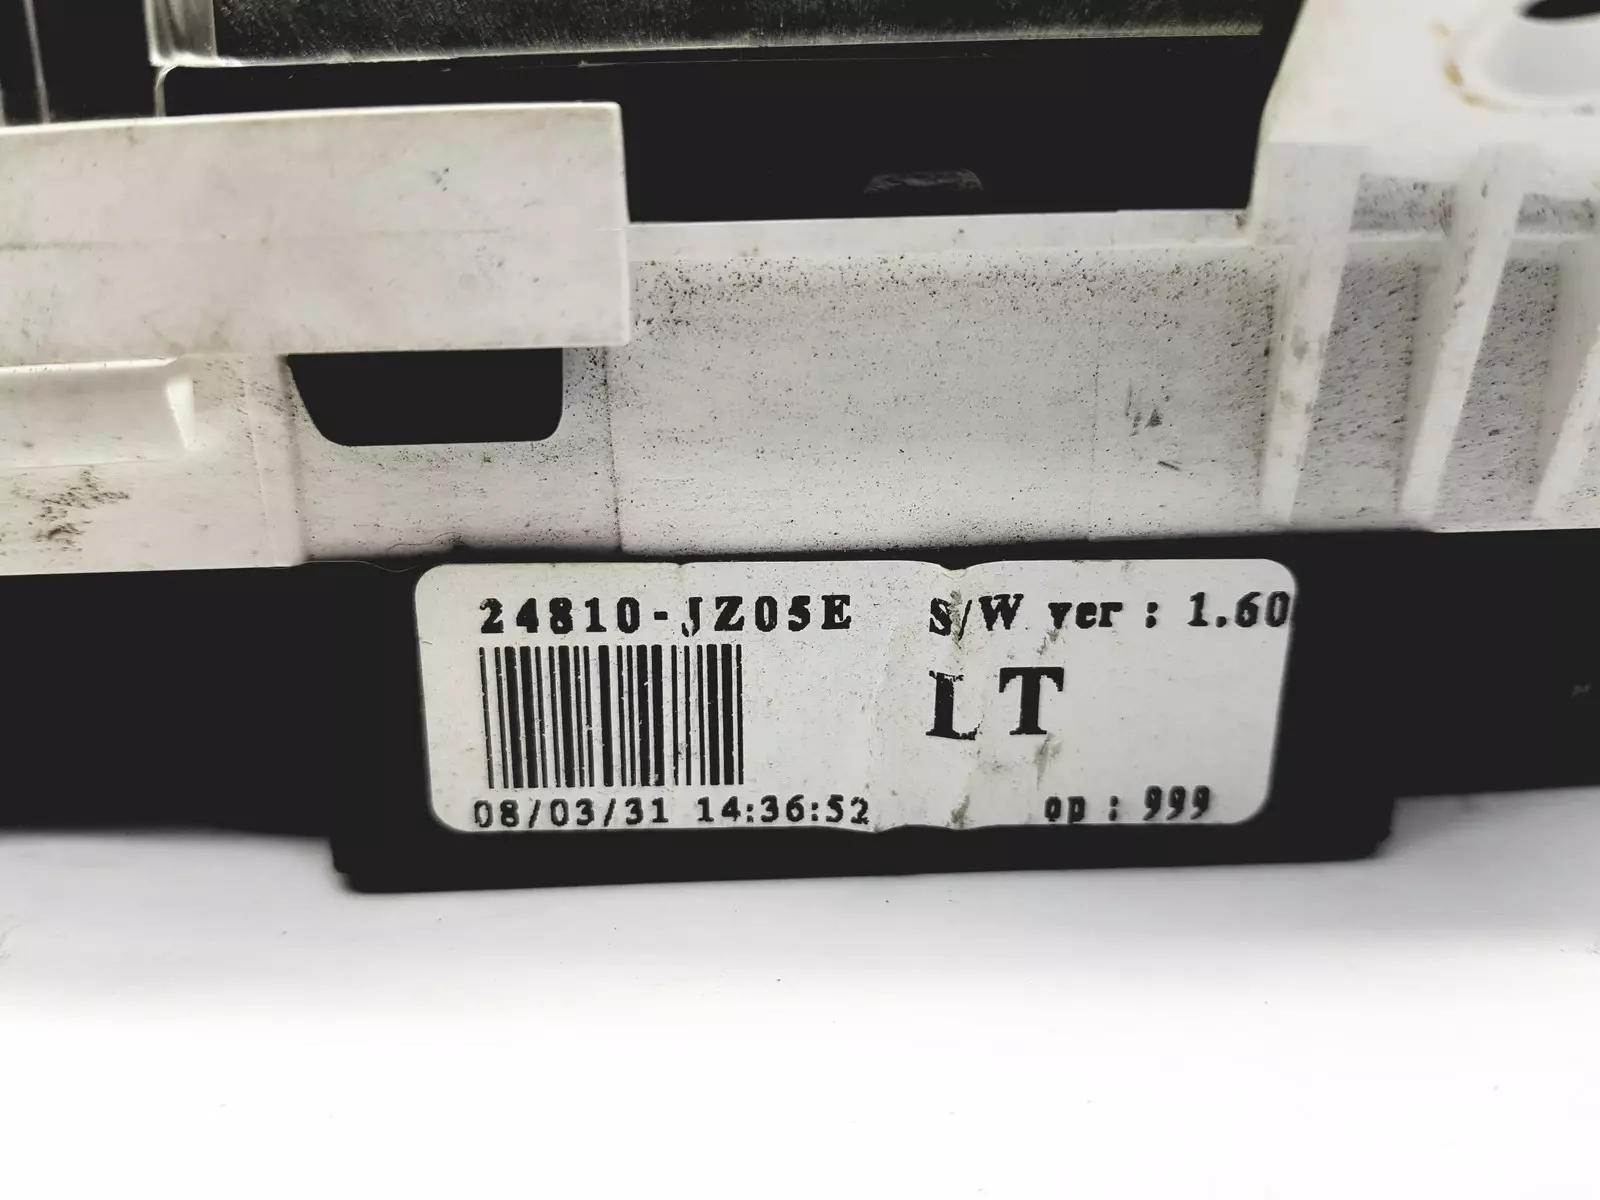 24810-JZ05E S/W ver : 1.60
LT
08/03/31 14:36:52 op : 999